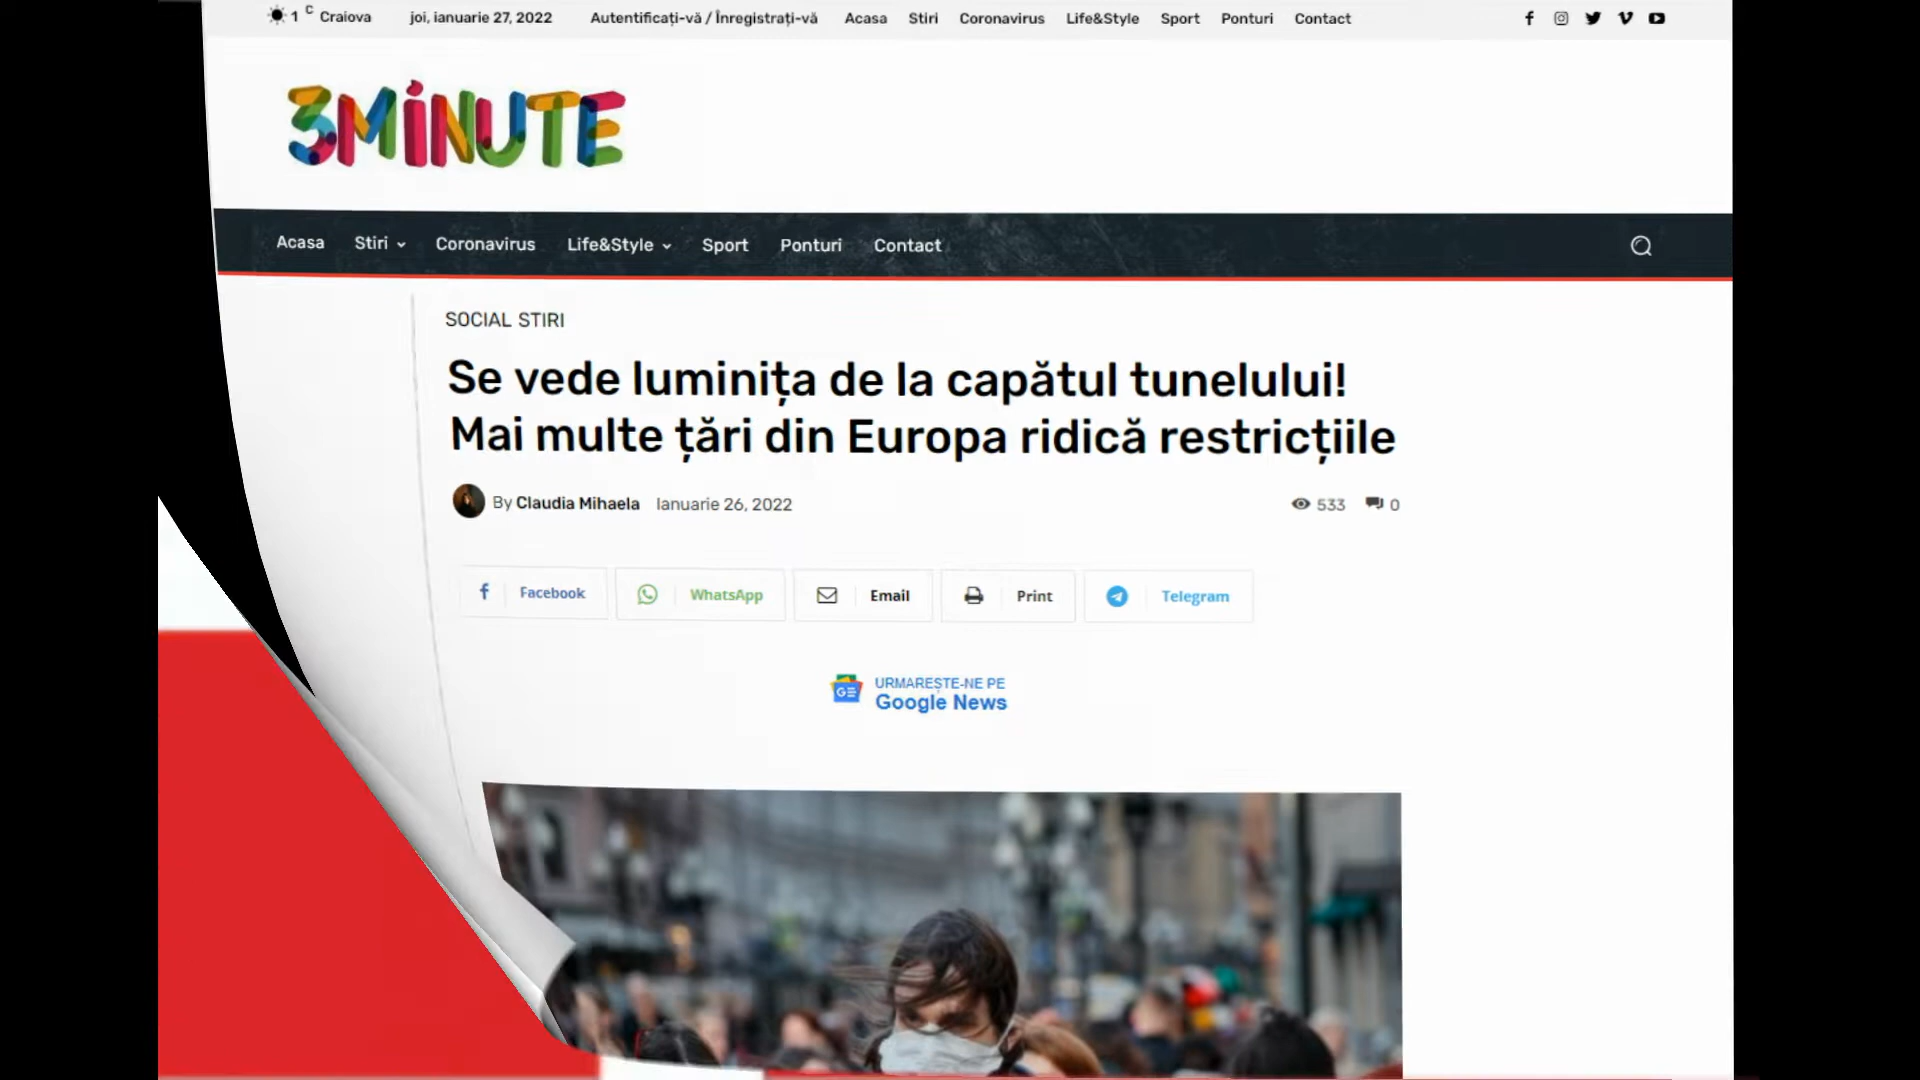 1 C Craiova joi, ianuarie 27, 2022 Autentificați-vă / Înregistrați-vă Acasa Stiri Coronavirus Life&Style Sport Ponturi Contact
3MINUTE
Acasa Stiri Coronavirus Life&Style Sport Ponturi Contact
SOCIAL STIRI
Se vede luminița de la capătul tunelului!
Mai multe țări din Europa ridică restricțiile
By Claudia Mihaela Ianuarie 26, 2022 533 0
Facebook WhatsApp Email Print Telegram
URMAREȘTE-NE PE
Google News